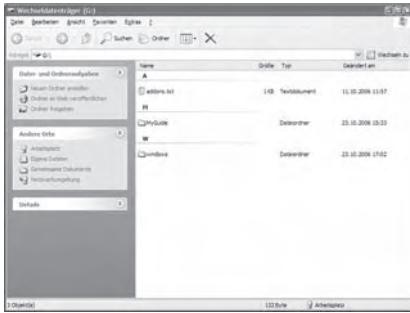 Wechseldatenträger (G:)
Datei Bearbeiten Ansicht Favoriten Extras ?
Zurück Suchen Ordner
Adresse G:\ Wechseln zu
Name Größe Typ Geändert am
Datei- und Ordneraufgaben
Neuen Ordner erstellen
Ordner im Web veröffentlichen
Ordner freigeben
Andere Orte
Arbeitsplatz
Eigene Dateien
Gemeinsame Dokumente
Netzwerkumgebung
Details
A
addons.txt 1 KB Textdokument 11.10.2006 11:57
M
MyGuide Dateiordner 23.10.2006 15:33
W
windows Dateiordner 23.10.2006 17:02
3 Objekt(e) 132 Byte Arbeitsplatz